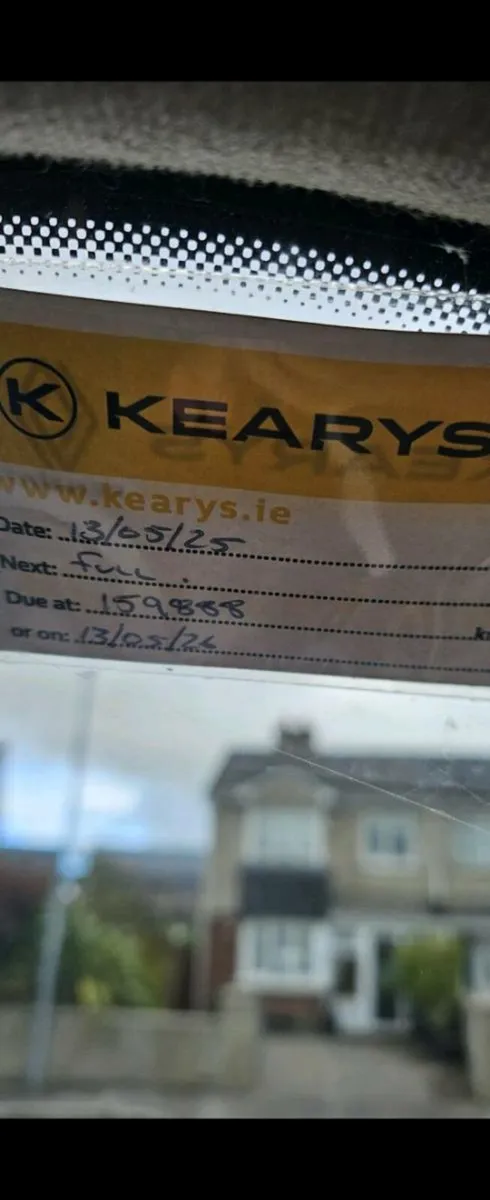 K KEARYS
www.kearys.ie
Date: 13/05/25
Next: Full.
Due at: 159888
or on: 13/05/26